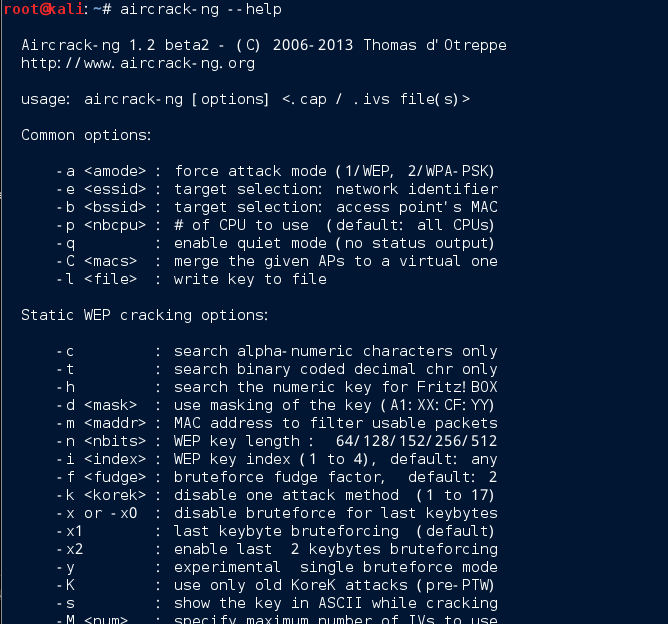 root@kali:~# aircrack-ng --help
Aircrack-ng 1.2 beta2 - (C) 2006-2013 Thomas d'Otreppe
http://www.aircrack-ng.org
usage: aircrack-ng [options] <.cap / .ivs file(s)>
Common options:
-a <amode> : force attack mode (1/WEP, 2/WPA-PSK)
-e <essid> : target selection: network identifier
-b <bssid> : target selection: access point's MAC
-p <nbcpu> : # of CPU to use  (default: all CPUs)
-q         : enable quiet mode (no status output)
-C <macs>  : merge the given APs to a virtual one
-l <file>  : write key to file
Static WEP cracking options:
-c         : search alpha-numeric characters only
-t         : search binary coded decimal chr only
-h         : search the numeric key for Fritz!BOX
-d <mask>  : use masking of the key (A1:XX:CF:YY)
-m <maddr> : MAC address to filter usable packets
-n <nbits> : WEP key length :  64/128/152/256/512
-i <index> : WEP key index (1 to 4), default: any
-f <fudge> : bruteforce fudge factor,  default: 2
-k <korek> : disable one attack method  (1 to 17)
-x or -x0  : disable bruteforce for last keybytes
-x1        : last keybyte bruteforcing  (default)
-x2        : enable last  2 keybytes bruteforcing
-y         : experimental  single bruteforce mode
-K         : use only old KoreK attacks (pre-PTW)
-s         : show the key in ASCII while cracking
-M <num>   : specify maximum number of IVs to use